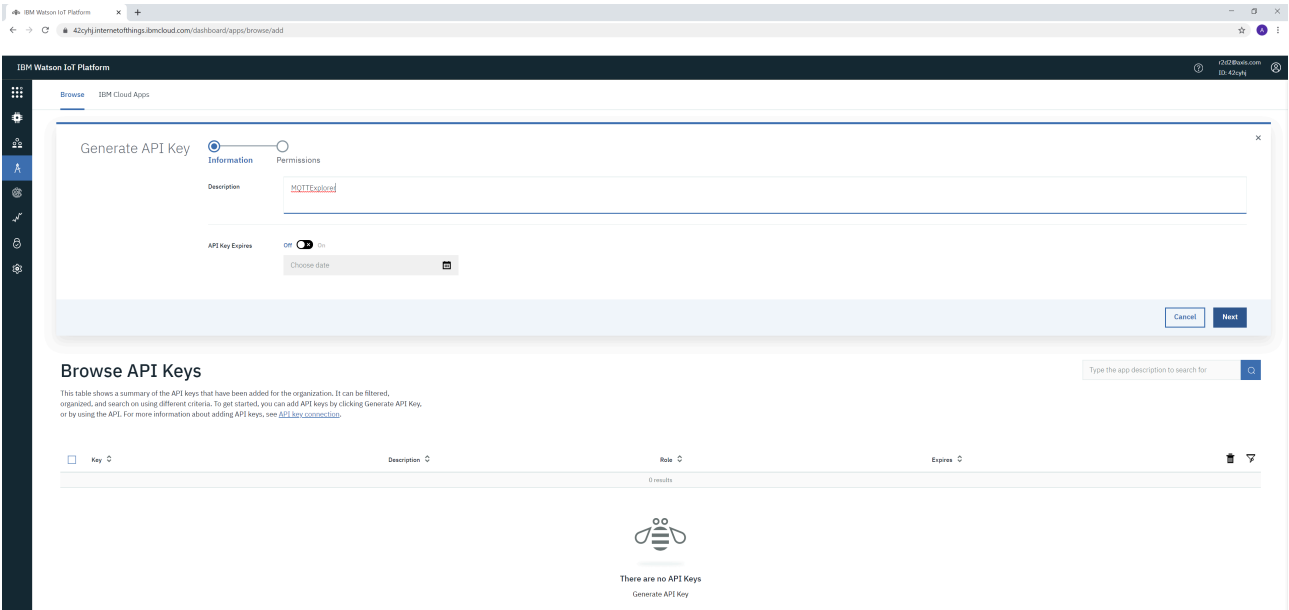 IBM Watson IoT Platform
42cyhj.internetofthings.ibmcloud.com/dashboard/apps/browse/add
A
IBM Watson IoT Platform
r2d2@axis.com
ID: 42cyhj
Browse IBM Cloud Apps
Generate API Key
Information Permissions
Description MQTTExplorer
API Key Expires Off On
Choose date
Cancel Next
Browse API Keys
Type the app description to search for
This table shows a summary of the API keys that have been added for the organization. It can be filtered,
organized, and search on using different criteria. To get started, you can add API keys by clicking Generate API Key,
or by using the API. For more information about adding API keys, see API key connection.
Key Description Role Expires
0 results
There are no API Keys
Generate API Key